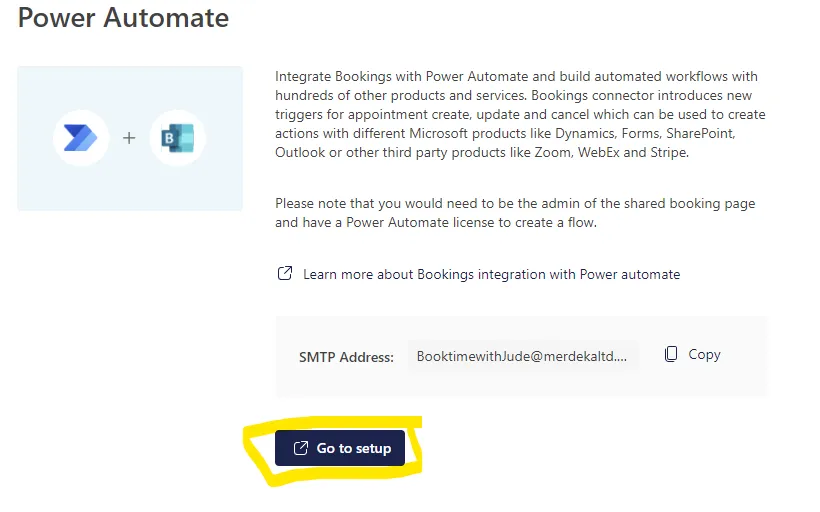 Power Automate
Integrate Bookings with Power Automate and build automated workflows with
hundreds of other products and services. Bookings connector introduces new
triggers for appointment create, update and cancel which can be used to create
actions with different Microsoft products like Dynamics, Forms, SharePoint,
Outlook or other third party products like Zoom, WebEx and Stripe.
+
B
Please note that you would need to be the admin of the shared booking page
and have a Power Automate license to create a flow.
Learn more about Bookings integration with Power automate
SMTP Address: BooktimewithJude@merdekaltd.... Copy
Go to setup